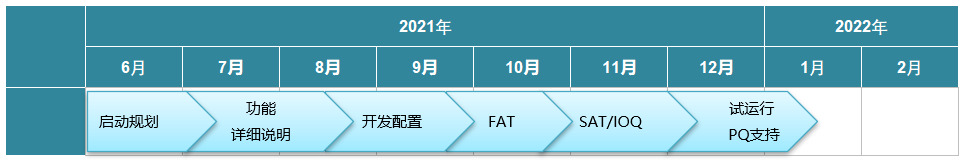 2021年
2022年
6月
7月
8月
9月
10月
11月
12月
1月
2月
启动规划
功能
详细说明
开发配置
FAT
SAT/IOQ
试运行
PQ支持